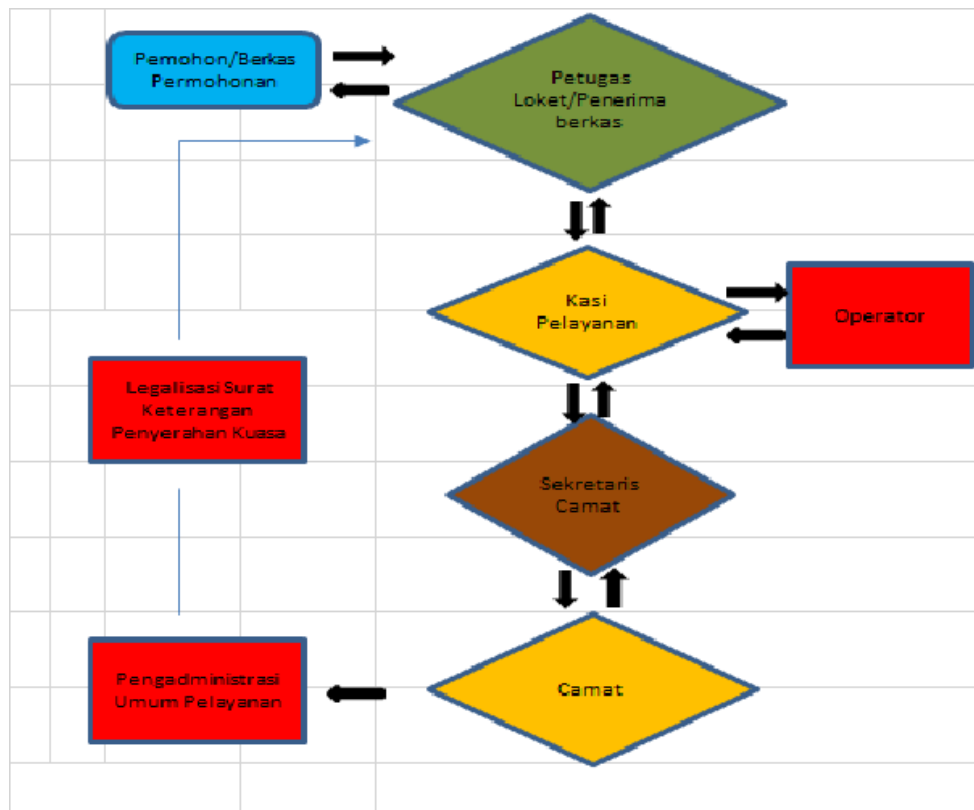 Pemohon/Berkas
Permohonan
Petugas
Loket/Penerima
berkas
Kasi
Pelayanan
Operator
Legalisasi Surat
Keterangan
Penyerahan Kuasa
Sekretaris
Camat
Pengadministrasi
Umum Pelayanan
Camat